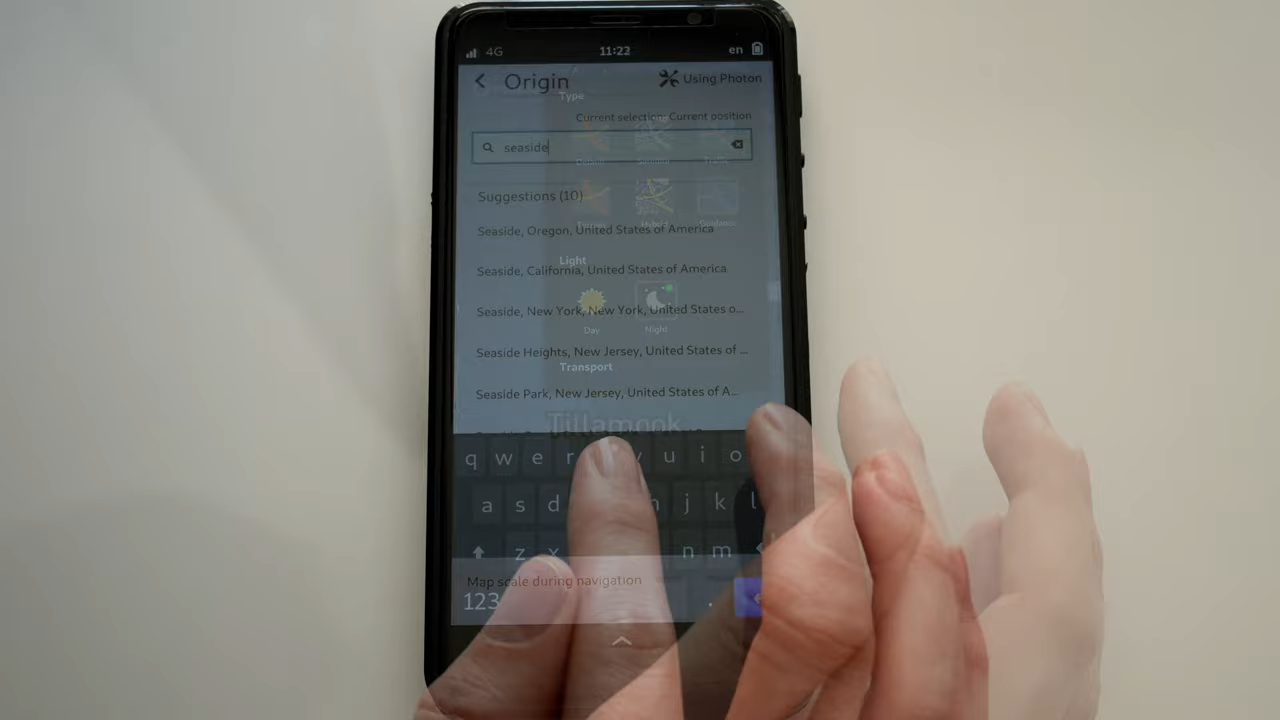 4G 11:22 en
Origin Using Photon
Type
Current selection: Current position
seaside
Suggestions (10)
Seaside, Oregon, United States of America
Light
Seaside, California, United States of America
Seaside, New York, New York, United States o...
Day Night
Seaside Heights, New Jersey, United States of ...
Transport
Seaside Park, New Jersey, United States of A...
Tillamook
q w e r y u i o
a s d h j k l
z x n m
Map scale during navigation
123 .